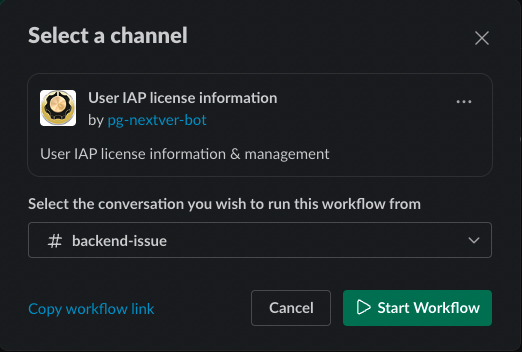 Select a channel
User IAP license information
by pg-nextver-bot
User IAP license information & management
Select the conversation you wish to run this workflow from
# backend-issue
Copy workflow link
Cancel
Start Workflow